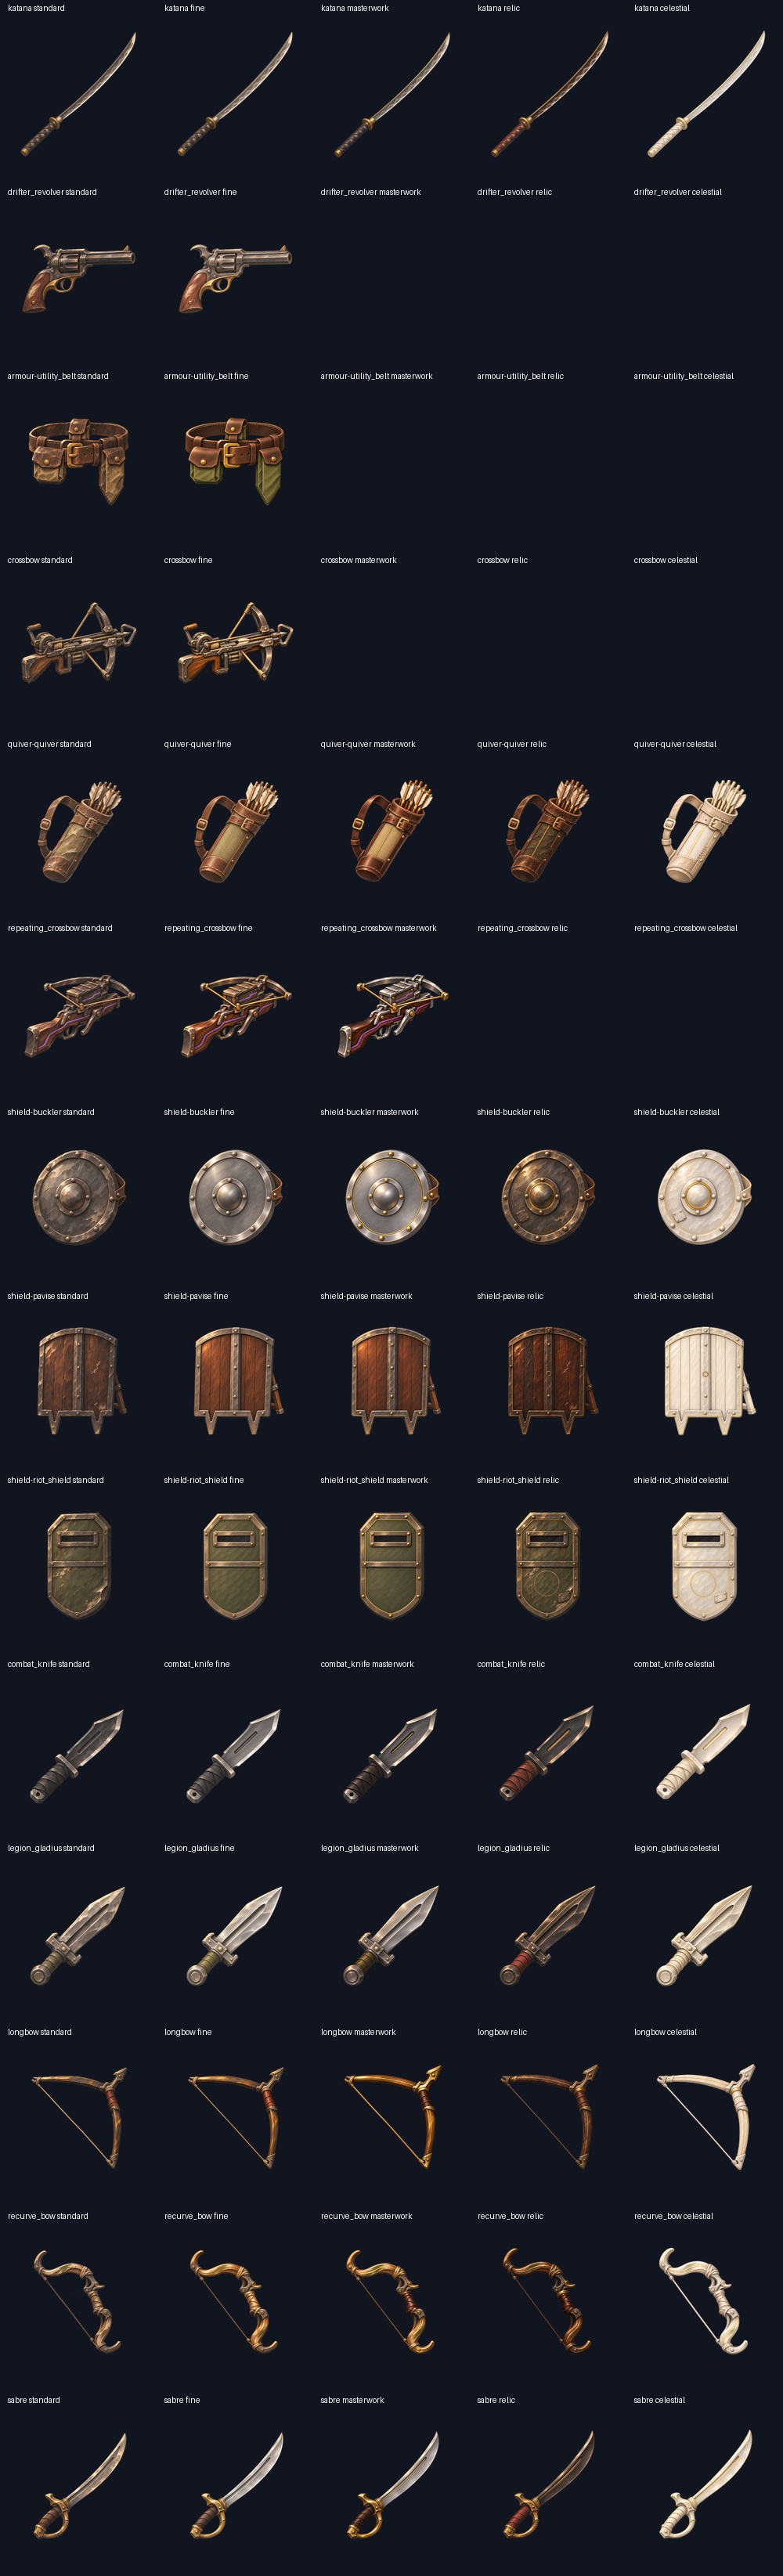 katana standard katana fine katana masterwork katana relic katana celestial
drifter_revolver standard drifter_revolver fine drifter_revolver masterwork drifter_revolver relic drifter_revolver celestial
armour-utility_belt standard armour-utility_belt fine armour-utility_belt masterwork armour-utility_belt relic armour-utility_belt celestial
crossbow standard crossbow fine crossbow masterwork crossbow relic crossbow celestial
quiver-quiver standard quiver-quiver fine quiver-quiver masterwork quiver-quiver relic quiver-quiver celestial
repeating_crossbow standard repeating_crossbow fine repeating_crossbow masterwork repeating_crossbow relic repeating_crossbow celestial
shield-buckler standard shield-buckler fine shield-buckler masterwork shield-buckler relic shield-buckler celestial
shield-pavise standard shield-pavise fine shield-pavise masterwork shield-pavise relic shield-pavise celestial
shield-riot_shield standard shield-riot_shield fine shield-riot_shield masterwork shield-riot_shield relic shield-riot_shield celestial
combat_knife standard combat_knife fine combat_knife masterwork combat_knife relic combat_knife celestial
legion_gladius standard legion_gladius fine legion_gladius masterwork legion_gladius relic legion_gladius celestial
longbow standard longbow fine longbow masterwork longbow relic longbow celestial
recurve_bow standard recurve_bow fine recurve_bow masterwork recurve_bow relic recurve_bow celestial
sabre standard sabre fine sabre masterwork sabre relic sabre celestial